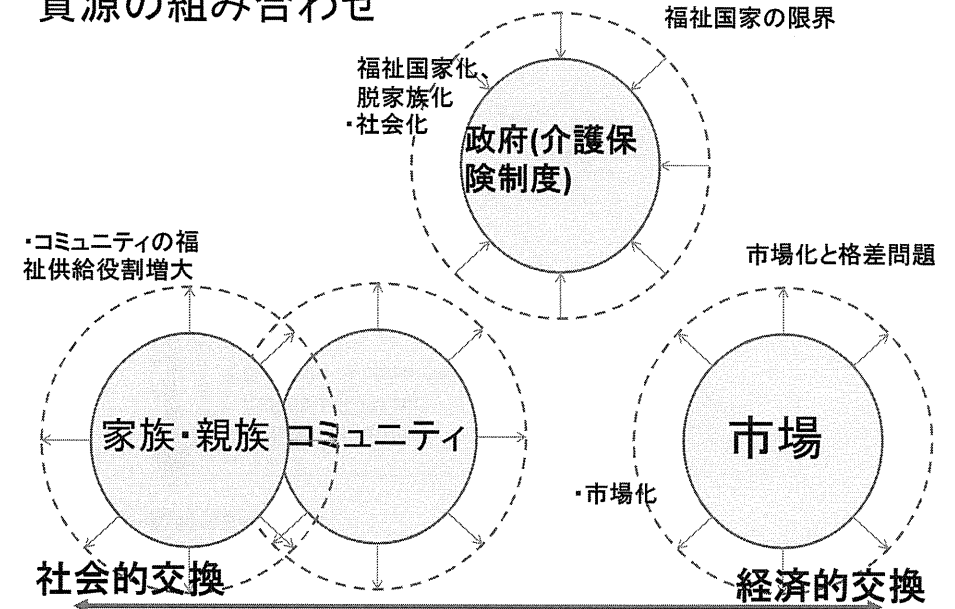 資源の組み合わせ
福祉国家の限界
福祉国家化、
脱家族化
・社会化
政府(介護保
険制度)
・コミュニティの福
祉供給役割増大
市場化と格差問題
家族・親族
コミュニティ
市場
・市場化
社会的交換
経済的交換